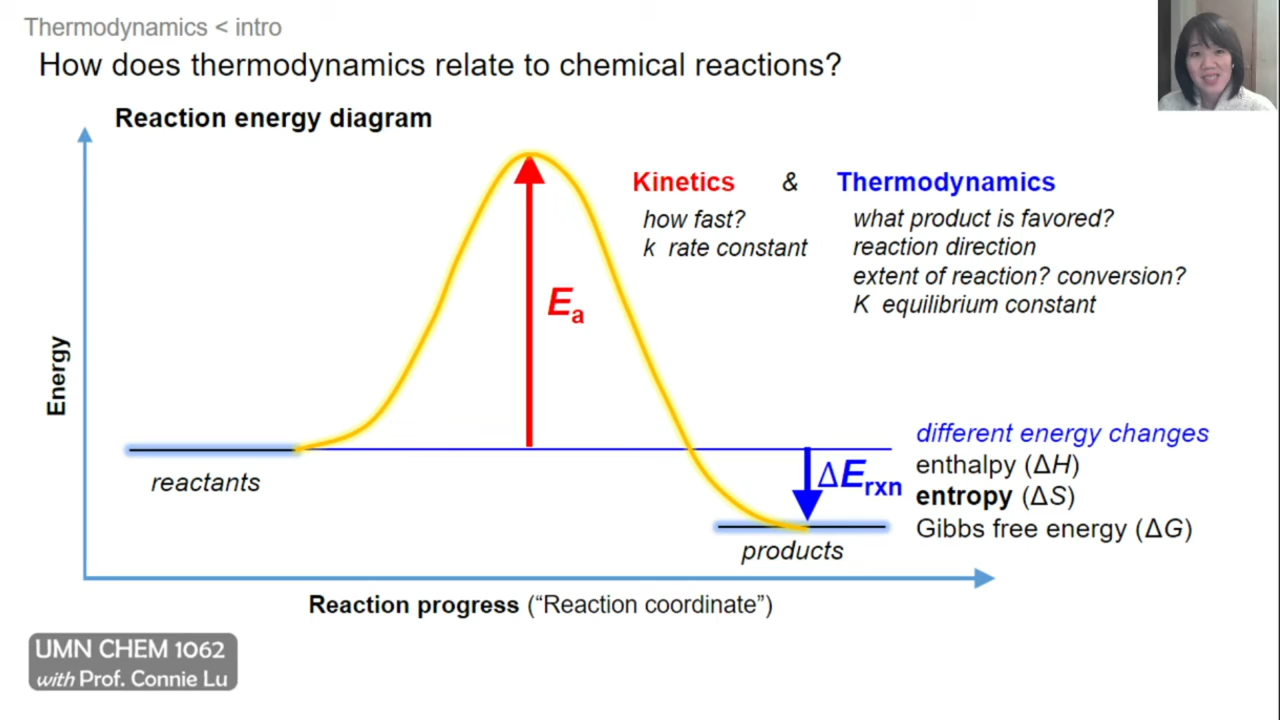 Thermodynamics < intro
How does thermodynamics relate to chemical reactions?
Reaction energy diagram
Kinetics & Thermodynamics
how fast?
k rate constant
what product is favored?
reaction direction
extent of reaction? conversion?
K equilibrium constant
Ea
Energy
reactants
ΔErxn
products
different energy changes
enthalpy (ΔH)
entropy (ΔS)
Gibbs free energy (ΔG)
Reaction progress (“Reaction coordinate”)
UMN CHEM 1062
with Prof. Connie Lu